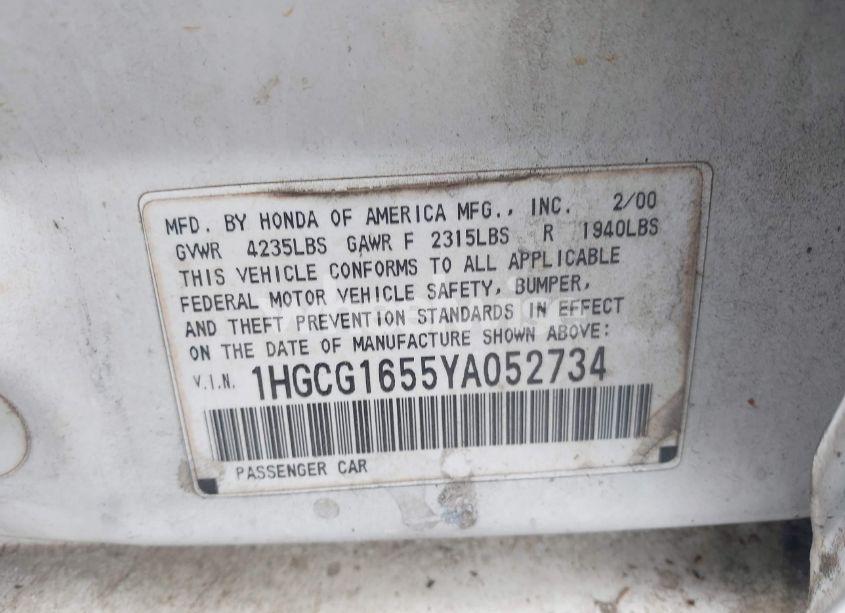 MFD. BY HONDA OF AMERICA MFG., INC. 2/00
GVWR 4235LBS GAWR F 2315LBS R 1940LBS
THIS VEHICLE CONFORMS TO ALL APPLICABLE
FEDERAL MOTOR VEHICLE SAFETY, BUMPER,
AND THEFT PREVENTION STANDARDS IN EFFECT
ON THE DATE OF MANUFACTURE SHOWN ABOVE:
V.I.N. 1HGCG1655YA052734
PASSENGER CAR